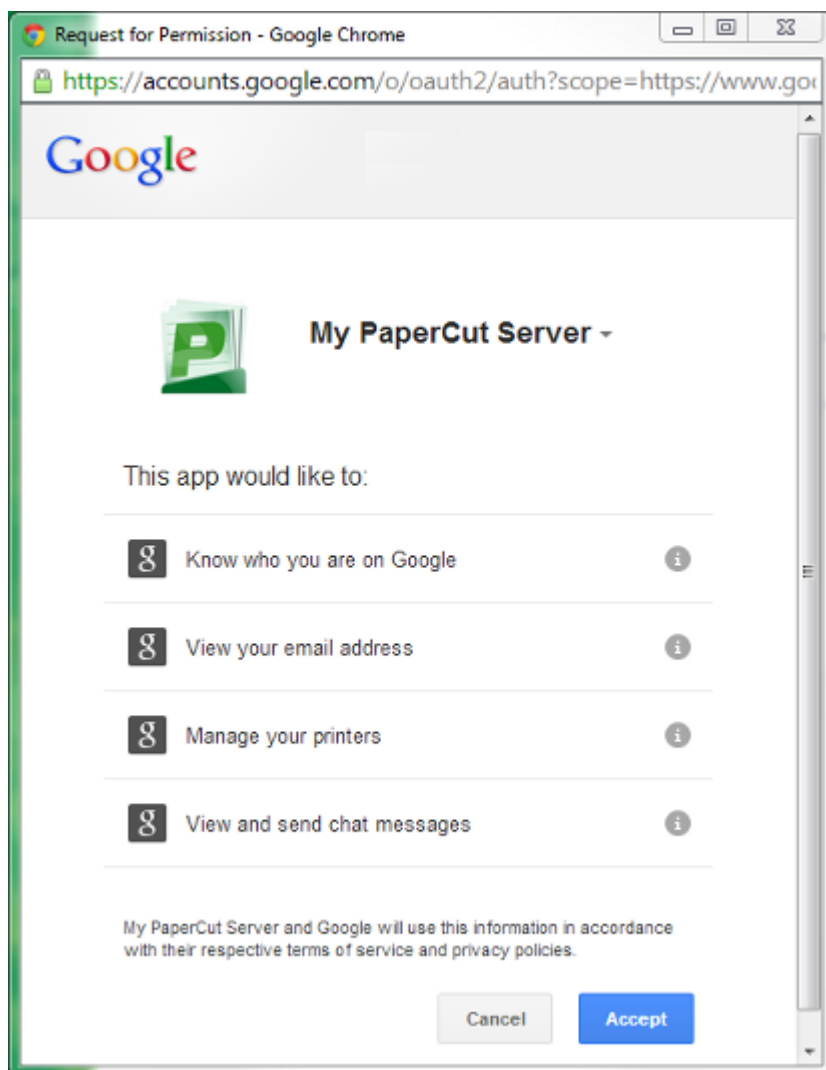 Request for Permission - Google Chrome
https://accounts.google.com/o/oauth2/auth?scope=https://www.goo
Google
P
My PaperCut Server
This app would like to:
g Know who you are on Google i
g View your email address i
g Manage your printers i
g View and send chat messages i
My PaperCut Server and Google will use this information in accordance
with their respective terms of service and privacy policies.
Cancel Accept